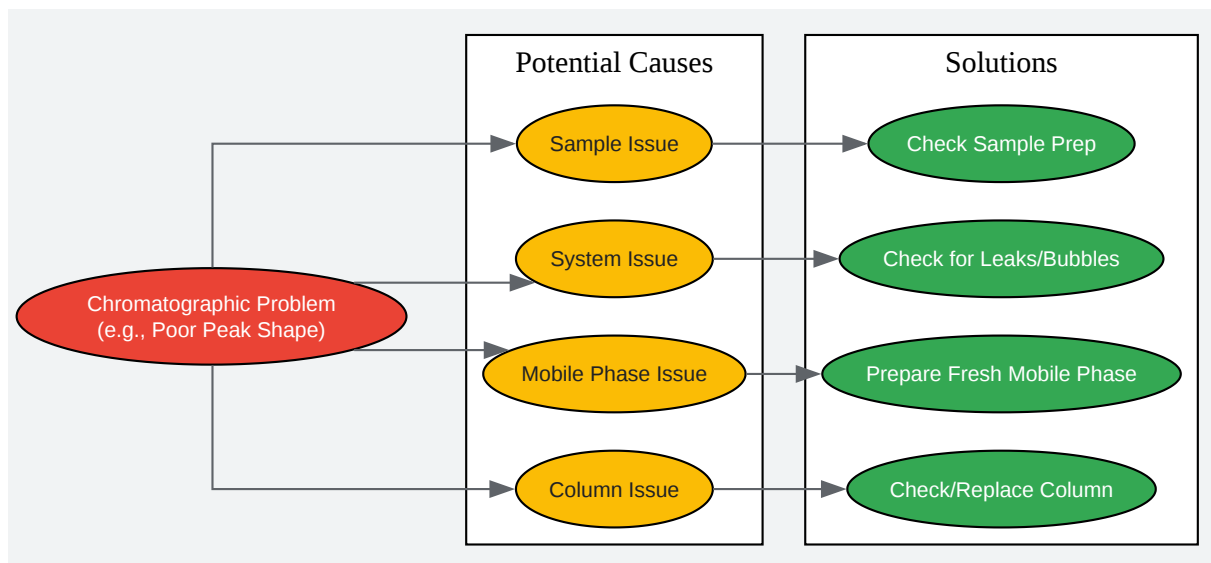 Potential Causes
Solutions
Sample Issue
Check Sample Prep
System Issue
Check for Leaks/Bubbles
Chromatographic Problem
(e.g., Poor Peak Shape)
Mobile Phase Issue
Prepare Fresh Mobile Phase
Column Issue
Check/Replace Column